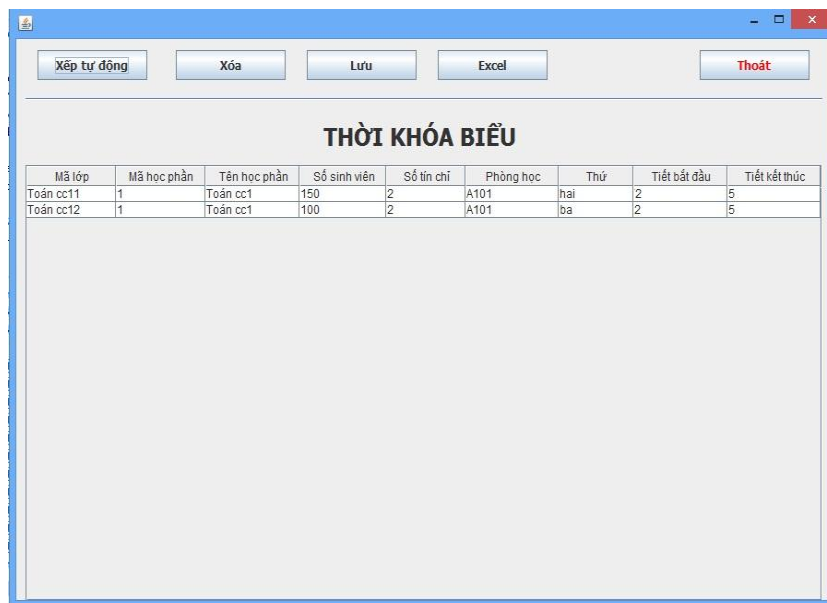 Xếp tự động Xóa Lưu Excel Thoát
THỜI KHÓA BIỂU
Mã lớp Mã học phần Tên học phần Số sinh viên Số tín chỉ Phòng học Thứ Tiết bắt đầu Tiết kết thúc
Toán cc11 1 Toán cc1 150 2 A101 hai 2 5
Toán cc12 1 Toán cc1 100 2 A101 ba 2 5